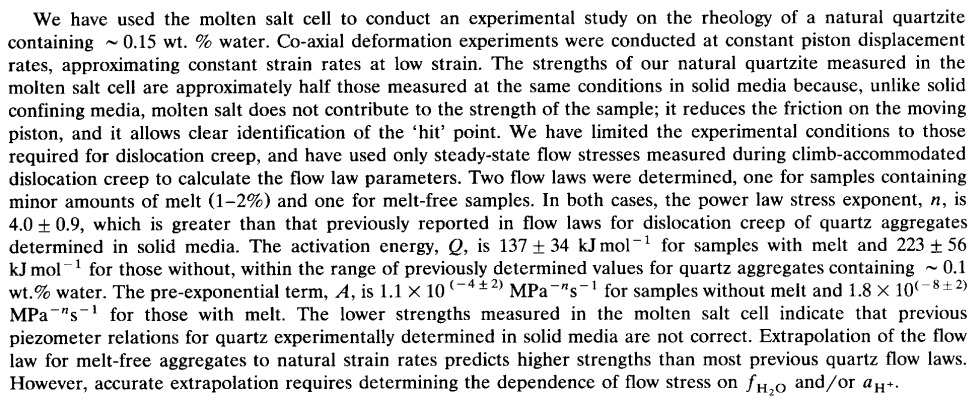 We have used the molten salt cell to conduct an experimental study on the rheology of a natural quartzite
containing ~ 0.15 wt. % water. Co-axial deformation experiments were conducted at constant piston displacement
rates, approximating constant strain rates at low strain. The strengths of our natural quartzite measured in the
molten salt cell are approximately half those measured at the same conditions in solid media because, unlike solid
confining media, molten salt does not contribute to the strength of the sample; it reduces the friction on the moving
piston, and it allows clear identification of the ‘hit’ point. We have limited the experimental conditions to those
required for dislocation creep, and have used only steady-state flow stresses measured during climb-accommodated
dislocation creep to calculate the flow law parameters. Two flow laws were determined, one for samples containing
minor amounts of melt (1–2%) and one for melt-free samples. In both cases, the power law stress exponent, n, is
4.0 ± 0.9, which is greater than that previously reported in flow laws for dislocation creep of quartz aggregates
determined in solid media. The activation energy, Q, is 137 ± 34 kJ mol⁻¹ for samples with melt and 223 ± 56
kJ mol⁻¹ for those without, within the range of previously determined values for quartz aggregates containing ~ 0.1
wt.% water. The pre-exponential term, A, is 1.1 × 10⁽⁻⁴ ± ²⁾ MPa⁻ⁿs⁻¹ for samples without melt and 1.8 × 10⁽⁻⁸ ± ²⁾
MPa⁻ⁿs⁻¹ for those with melt. The lower strengths measured in the molten salt cell indicate that previous
piezometer relations for quartz experimentally determined in solid media are not correct. Extrapolation of the flow
law for melt-free aggregates to natural strain rates predicts higher strengths than most previous quartz flow laws.
However, accurate extrapolation requires determining the dependence of flow stress on f_H₂O and/or a_H⁺.